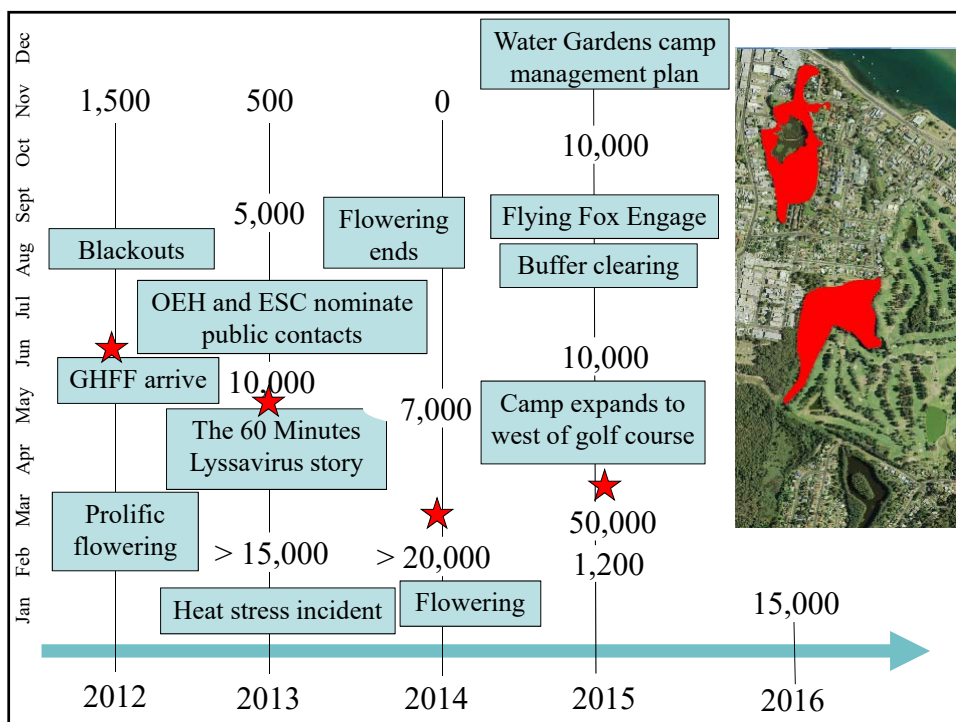 Dec
Nov
Oct
Sept
Aug
Jul
Jun
May
Apr
Mar
Feb
Jan
1,500
Blackouts
GHFF arrive
Prolific
flowering
2012
500
5,000
OEH and ESC nominate
public contacts
10,000
The 60 Minutes
Lyssavirus story
> 15,000
Heat stress incident
2013
0
Flowering
ends
7,000
> 20,000
Flowering
2014
Water Gardens camp
management plan
10,000
Flying Fox Engage
Buffer clearing
10,000
Camp expands to
west of golf course
50,000
1,200
2015
15,000
2016